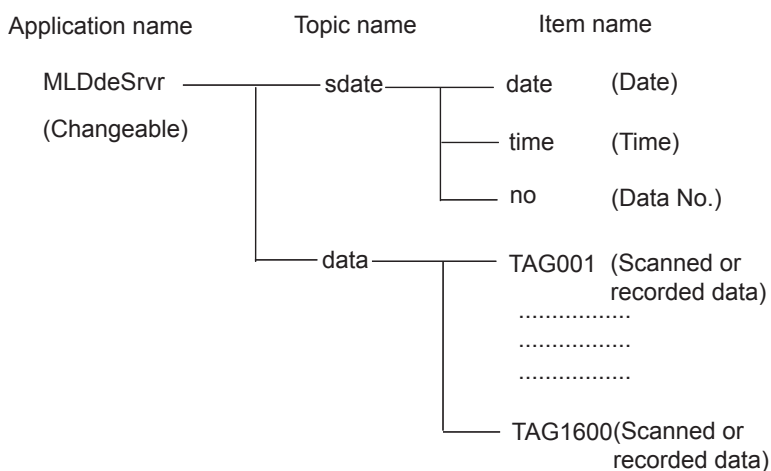 Application name Topic name Item name
MLDdeSrvr sdate date (Date)
(Changeable) time (Time)
no (Data No.)
data TAG001 (Scanned or
recorded data)
.................
.................
.................
TAG1600(Scanned or
recorded data)